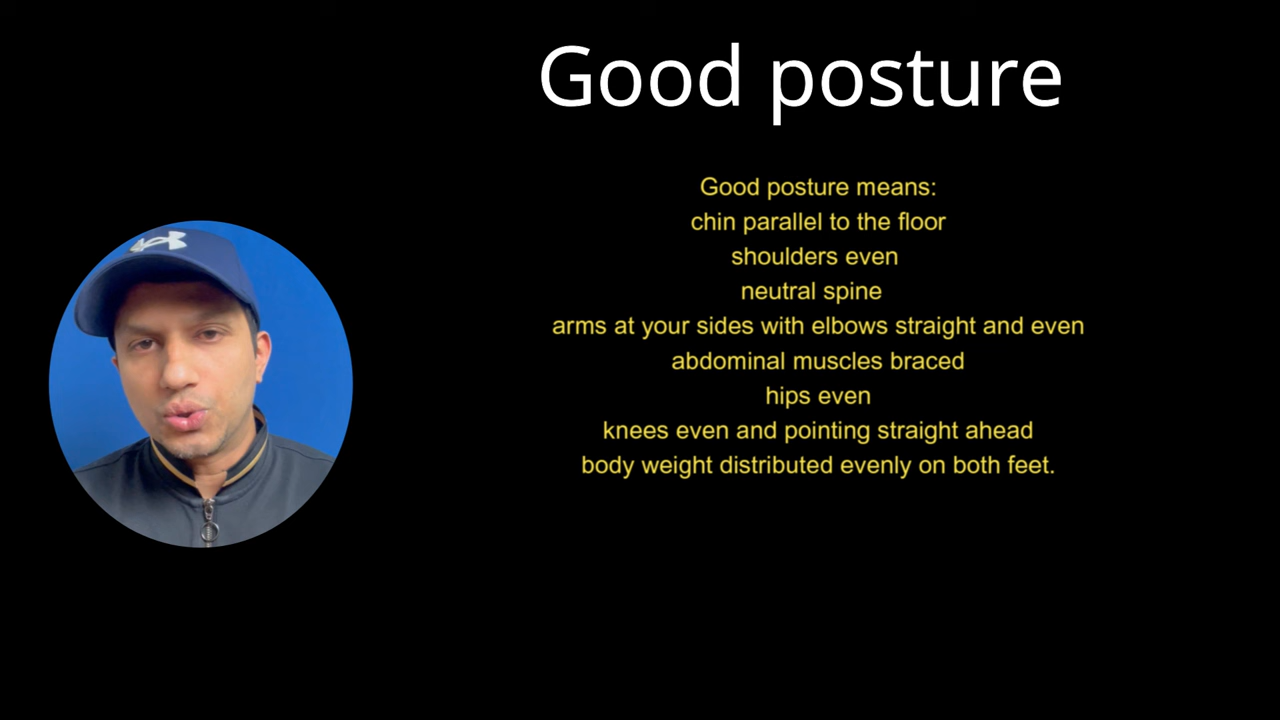 Good posture
Good posture means:
chin parallel to the floor
shoulders even
neutral spine
arms at your sides with elbows straight and even
abdominal muscles braced
hips even
knees even and pointing straight ahead
body weight distributed evenly on both feet.